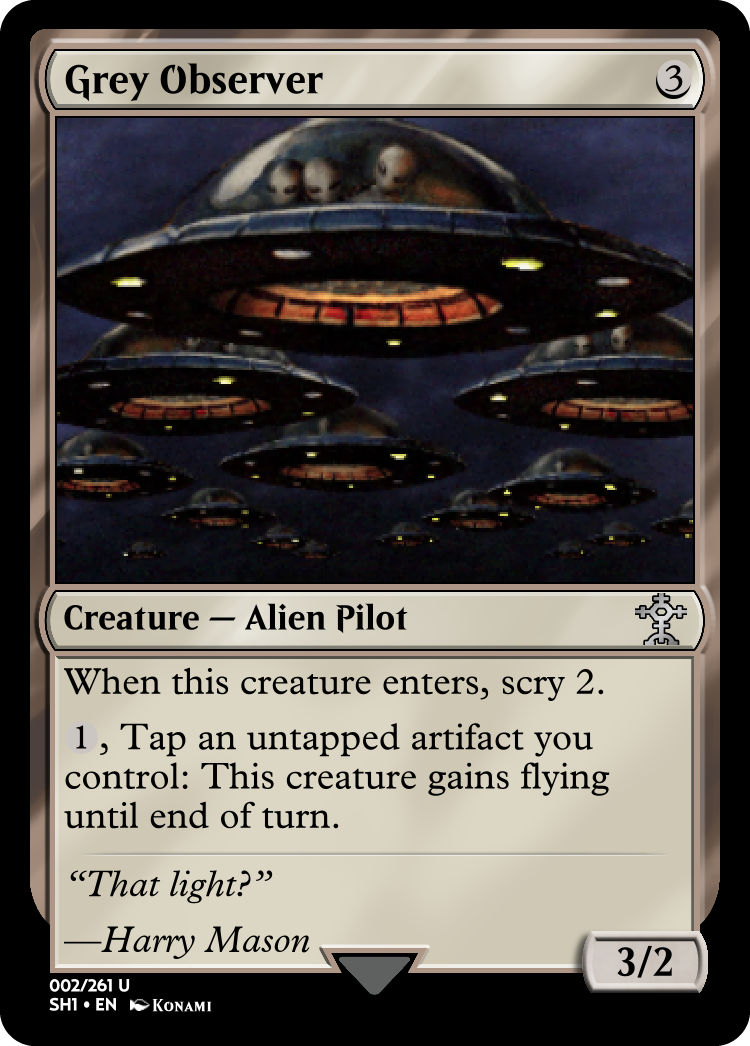 Grey Observer 3
Creature — Alien Pilot
When this creature enters, scry 2.
1, Tap an untapped artifact you
control: This creature gains flying
until end of turn.
“That light?”
—Harry Mason
3/2
002/261 U
SH1 • EN KONAMI